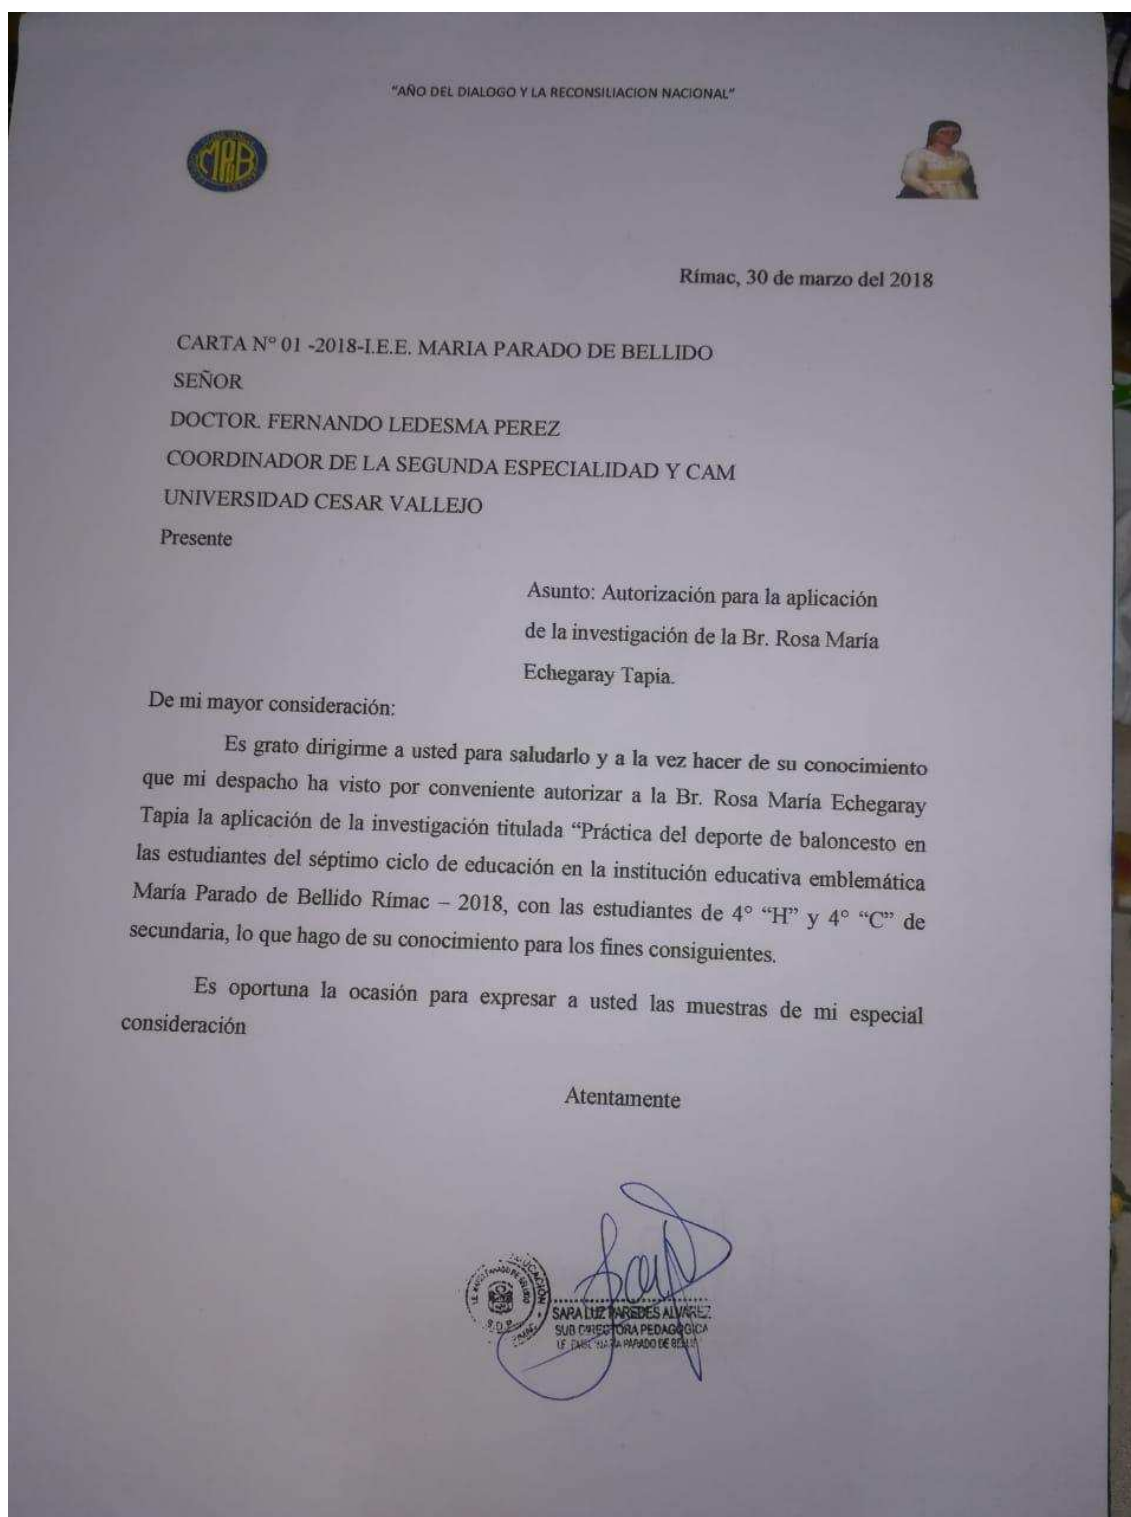 "AÑO DEL DIALOGO Y LA RECONSILIACION NACIONAL"
MPB
Rímac, 30 de marzo del 2018
CARTA N° 01 -2018-I.E.E. MARIA PARADO DE BELLIDO
SEÑOR
DOCTOR. FERNANDO LEDESMA PEREZ
COORDINADOR DE LA SEGUNDA ESPECIALIDAD Y CAM
UNIVERSIDAD CESAR VALLEJO
Presente
Asunto: Autorización para la aplicación
de la investigación de la Br. Rosa María
Echegaray Tapia.
De mi mayor consideración:
Es grato dirigirme a usted para saludarlo y a la vez hacer de su conocimiento
que mi despacho ha visto por conveniente autorizar a la Br. Rosa María Echegaray
Tapia la aplicación de la investigación titulada “Práctica del deporte de baloncesto en
las estudiantes del séptimo ciclo de educación en la institución educativa emblemática
María Parado de Bellido Rímac – 2018, con las estudiantes de 4° “H” y 4° “C” de
secundaria, lo que hago de su conocimiento para los fines consiguientes.
Es oportuna la ocasión para expresar a usted las muestras de mi especial
consideración
Atentamente
SARA LUZ PAREDES ALVAREZ
SUB DIRECTORA PEDAGOGICA
PARADO DE